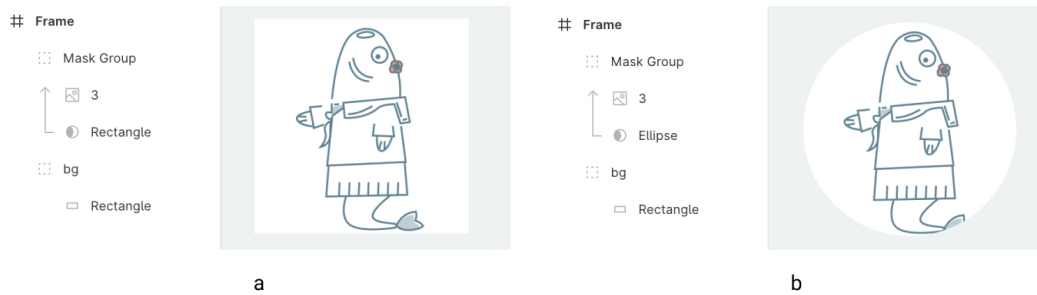 Frame
Mask Group
3
Rectangle
bg
Rectangle
a
Frame
Mask Group
3
Ellipse
bg
Rectangle
b